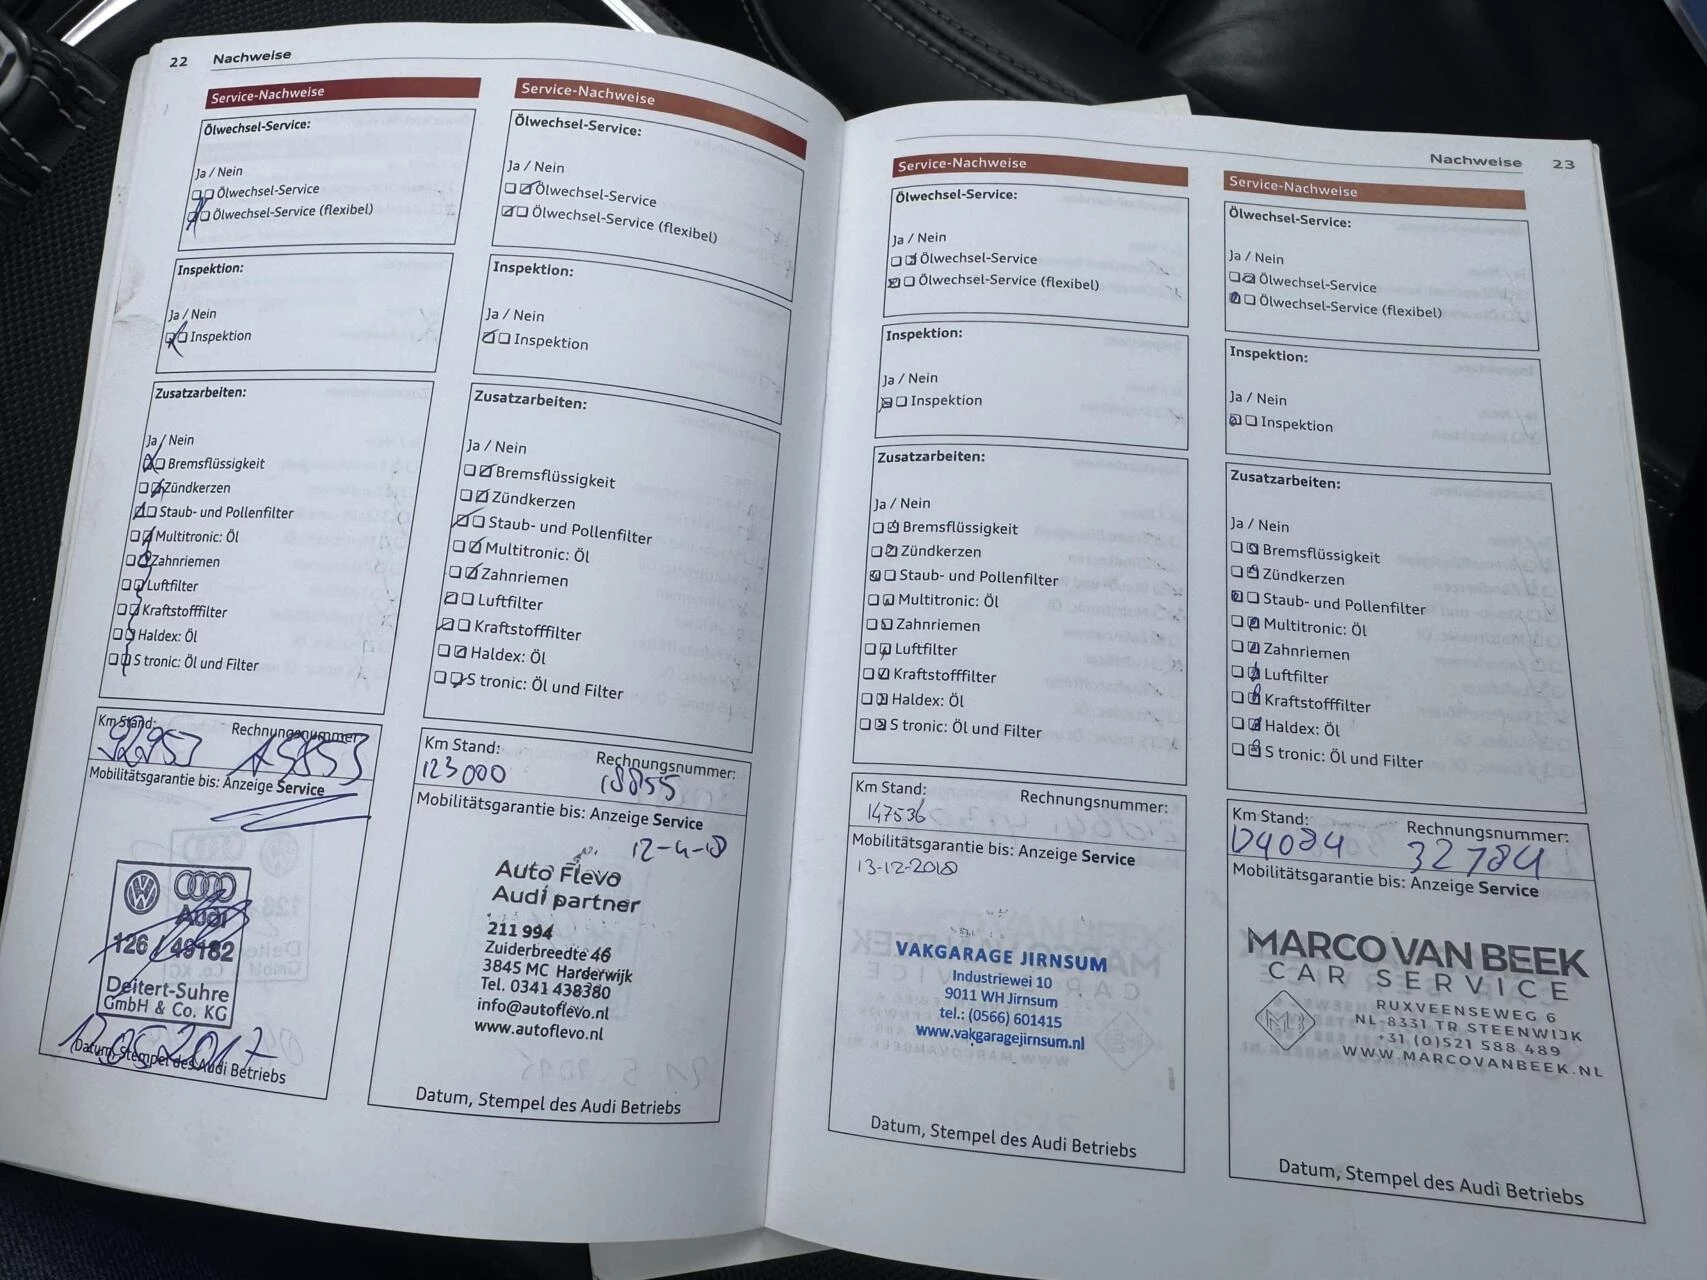 22 Nachweise
Service-Nachweise
Ölwechsel-Service:
Ja / Nein
Ölwechsel-Service
Ölwechsel-Service (flexibel)
Inspektion:
Ja / Nein
Inspektion
Zusatzarbeiten:
Ja / Nein
Bremsflüssigkeit
Zündkerzen
Staub- und Pollenfilter
Multitronic: Öl
Zahnriemen
Luftfilter
Kraftstofffilter
Haldex: Öl
S tronic: Öl und Filter
Km Stand: Rechnungsnummer:
92953
Mobilitätsgarantie bis: Anzeige Service
Audi
126 / 49182
Deitert-Suhre
GmbH & Co. KG
Datum, Stempel des Audi Betriebs
Service-Nachweise
Ölwechsel-Service:
Ja / Nein
Ölwechsel-Service
Ölwechsel-Service (flexibel)
Inspektion:
Ja / Nein
Inspektion
Zusatzarbeiten:
Ja / Nein
Bremsflüssigkeit
Zündkerzen
Staub- und Pollenfilter
Multitronic: Öl
Zahnriemen
Luftfilter
Kraftstofffilter
Haldex: Öl
S tronic: Öl und Filter
Km Stand: Rechnungsnummer:
123000 18855
Mobilitätsgarantie bis: Anzeige Service
12-4-18
Auto Flevo
Audi partner
211 994
Zuiderbreedte 46
3845 MC Harderwijk
Tel. 0341 438380
info@autoflevo.nl
www.autoflevo.nl
Datum, Stempel des Audi Betriebs
Nachweise 23
Service-Nachweise
Ölwechsel-Service:
Ja / Nein
Ölwechsel-Service
Ölwechsel-Service (flexibel)
Inspektion:
Ja / Nein
Inspektion
Zusatzarbeiten:
Ja / Nein
Bremsflüssigkeit
Zündkerzen
Staub- und Pollenfilter
Multitronic: Öl
Zahnriemen
Luftfilter
Kraftstofffilter
Haldex: Öl
S tronic: Öl und Filter
Km Stand: Rechnungsnummer:
147536
Mobilitätsgarantie bis: Anzeige Service
13-12-2018
VAKGARAGE JIRNSUM
Industriewei 10
9011 WH Jirnsum
tel.: (0566) 601415
www.vakgaragejirnsum.nl
Datum, Stempel des Audi Betriebs
Service-Nachweise
Ölwechsel-Service:
Ja / Nein
Ölwechsel-Service
Ölwechsel-Service (flexibel)
Inspektion:
Ja / Nein
Inspektion
Zusatzarbeiten:
Ja / Nein
Bremsflüssigkeit
Zündkerzen
Staub- und Pollenfilter
Multitronic: Öl
Zahnriemen
Luftfilter
Kraftstofffilter
Haldex: Öl
S tronic: Öl und Filter
Km Stand: Rechnungsnummer:
32784
Mobilitätsgarantie bis: Anzeige Service
MARCO VAN BEEK
CAR SERVICE
RUXVEENSEWEG 6
NL-8331 TR STEENWIJK
+31 (0)521 588 489
WWW.MARCOVANBEEK.NL
Datum, Stempel des Audi Betriebs